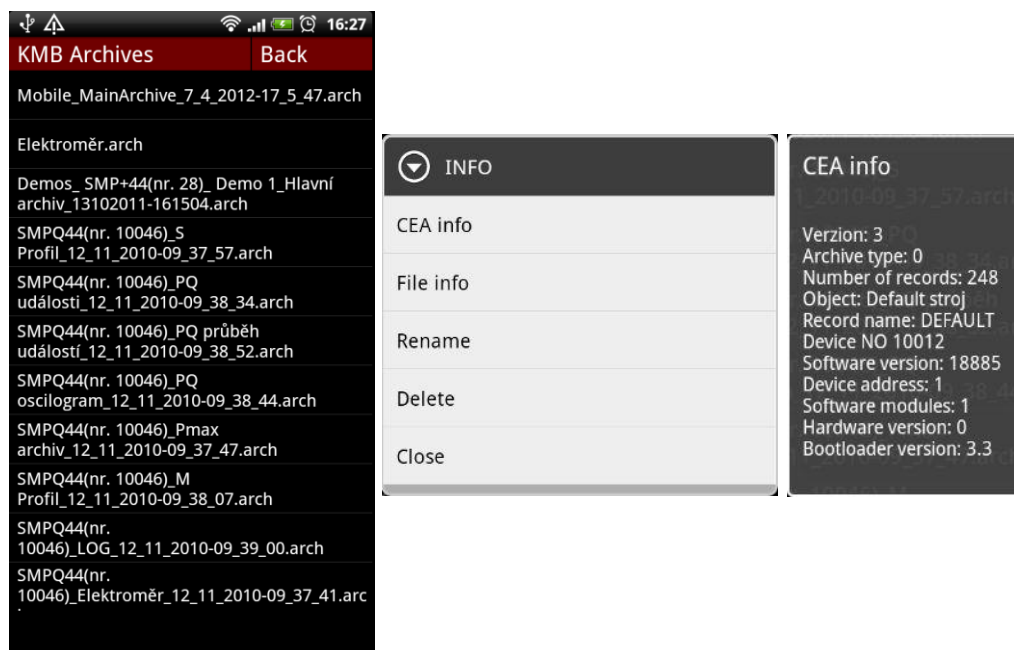 16:27
KMB Archives Back
Mobile_MainArchive_7_4_2012-17_5_47.arch
Elektroměr.arch
Demos_ SMP+44(nr. 28)_ Demo 1_Hlavní
archiv_13102011-161504.arch
SMPQ44(nr. 10046)_S
Profil_12_11_2010-09_37_57.arch
SMPQ44(nr. 10046)_PQ
události_12_11_2010-09_38_34.arch
SMPQ44(nr. 10046)_PQ průběh
událostí_12_11_2010-09_38_52.arch
SMPQ44(nr. 10046)_PQ
oscilogram_12_11_2010-09_38_44.arch
SMPQ44(nr. 10046)_Pmax
archiv_12_11_2010-09_37_47.arch
SMPQ44(nr. 10046)_M
Profil_12_11_2010-09_38_07.arch
SMPQ44(nr.
10046)_LOG_12_11_2010-09_39_00.arch
SMPQ44(nr.
10046)_Elektroměr_12_11_2010-09_37_41.arc
INFO
CEA info
File info
Rename
Delete
Close
CEA info
Verzion: 3
Archive type: 0
Number of records: 248
Object: Default stroj
Record name: DEFAULT
Device NO 10012
Software version: 18885
Device address: 1
Software modules: 1
Hardware version: 0
Bootloader version: 3.3